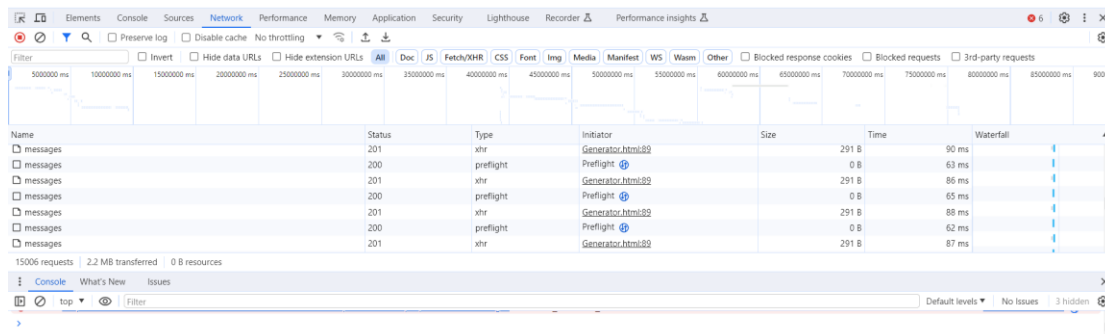 Elements Console Sources Network Performance Memory Application Security Lighthouse Recorder Performance insights 6
Preserve log Disable cache No throttling
Filter Invert Hide data URLs Hide extension URLs All Doc JS Fetch/XHR CSS Font Img Media Manifest WS Wasm Other Blocked response cookies Blocked requests 3rd-party requests
5000000 ms 10000000 ms 15000000 ms 20000000 ms 25000000 ms 30000000 ms 35000000 ms 40000000 ms 45000000 ms 50000000 ms 55000000 ms 60000000 ms 65000000 ms 70000000 ms 75000000 ms 80000000 ms 85000000 ms 900
Name Status Type Initiator Size Time Waterfall
messages 201 xhr Generator.html:89 291 B 90 ms
messages 200 preflight Preflight 0 B 63 ms
messages 201 xhr Generator.html:89 291 B 86 ms
messages 200 preflight Preflight 0 B 65 ms
messages 201 xhr Generator.html:89 291 B 88 ms
messages 200 preflight Preflight 0 B 62 ms
messages 201 xhr Generator.html:89 291 B 87 ms
15006 requests 2.2 MB transferred 0 B resources
Console What's New Issues
top Filter Default levels No Issues 3 hidden